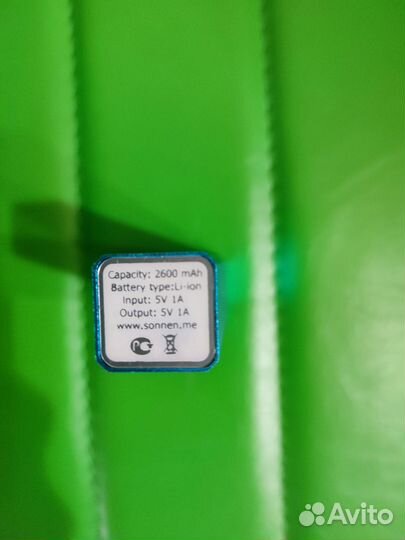 Capacity: 2600 mAh
Battery type:Li-ion
Input: 5V 1A
Output: 5V 1A
www.sonnen.me
Avito